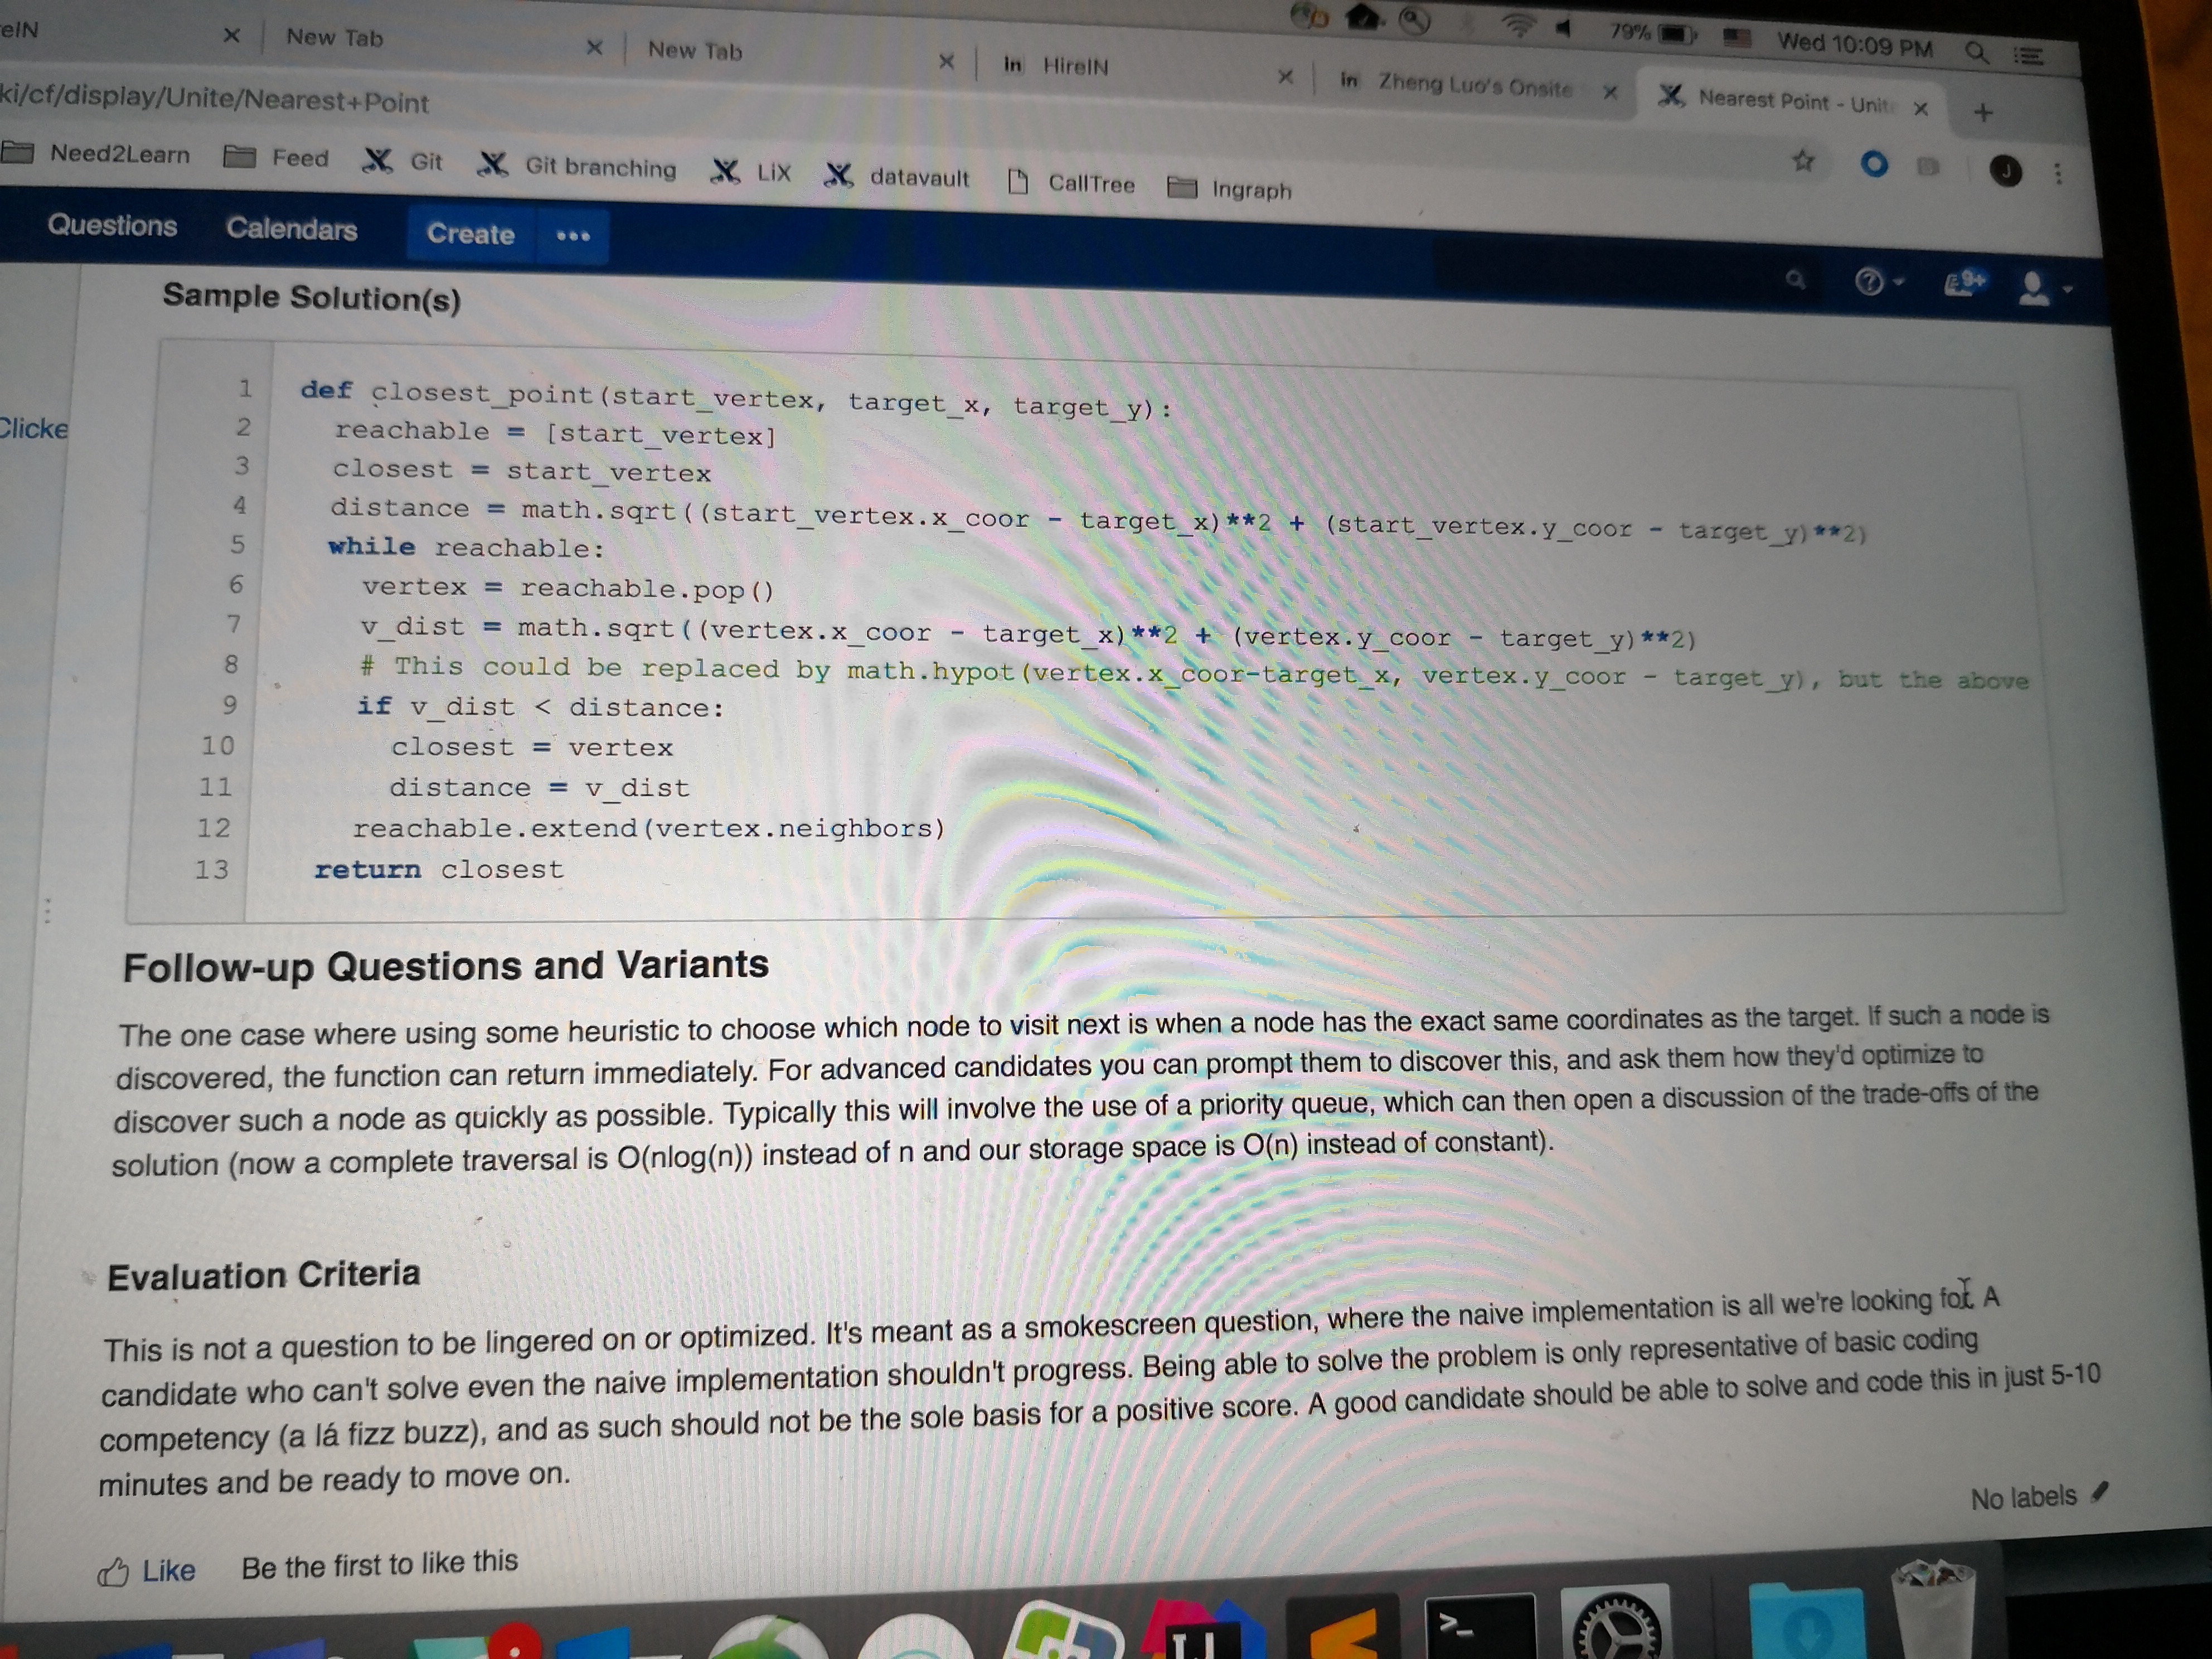 79%
Wed 10:09 PM
eIN
New Tab
New Tab
in HireIN
in Zheng Luo's Onsite
Nearest Point - Unit
ki/cf/display/Unite/Nearest+Point
Need2Learn
Feed
Git
Git branching
LiX
datavault
CallTree
Ingraph
J
Questions
Calendars
Create
•••
9+
Clicke
Sample Solution(s)
1 def closest_point(start_vertex, target_x, target_y):
2 reachable = [start_vertex]
3 closest = start_vertex
4 distance = math.sqrt((start_vertex.x_coor - target_x)**2 + (start_vertex.y_coor - target_y)**2)
5 while reachable:
6 vertex = reachable.pop()
7 v_dist = math.sqrt((vertex.x_coor - target_x)**2 + (vertex.y_coor - target_y)**2)
8 # This could be replaced by math.hypot(vertex.x_coor-target_x, vertex.y_coor - target_y), but the above
9 if v_dist < distance:
10 closest = vertex
11 distance = v_dist
12 reachable.extend(vertex.neighbors)
13 return closest
Follow-up Questions and Variants
The one case where using some heuristic to choose which node to visit next is when a node has the exact same coordinates as the target. If such a node is
discovered, the function can return immediately. For advanced candidates you can prompt them to discover this, and ask them how they'd optimize to
discover such a node as quickly as possible. Typically this will involve the use of a priority queue, which can then open a discussion of the trade-offs of the
solution (now a complete traversal is O(nlog(n)) instead of n and our storage space is O(n) instead of constant).
Evaluation Criteria
This is not a question to be lingered on or optimized. It's meant as a smokescreen question, where the naive implementation is all we're looking for. A
candidate who can't solve even the naive implementation shouldn't progress. Being able to solve the problem is only representative of basic coding
competency (a lá fizz buzz), and as such should not be the sole basis for a positive score. A good candidate should be able to solve and code this in just 5-10
minutes and be ready to move on.
No labels
Like
Be the first to like this
IJ
>_